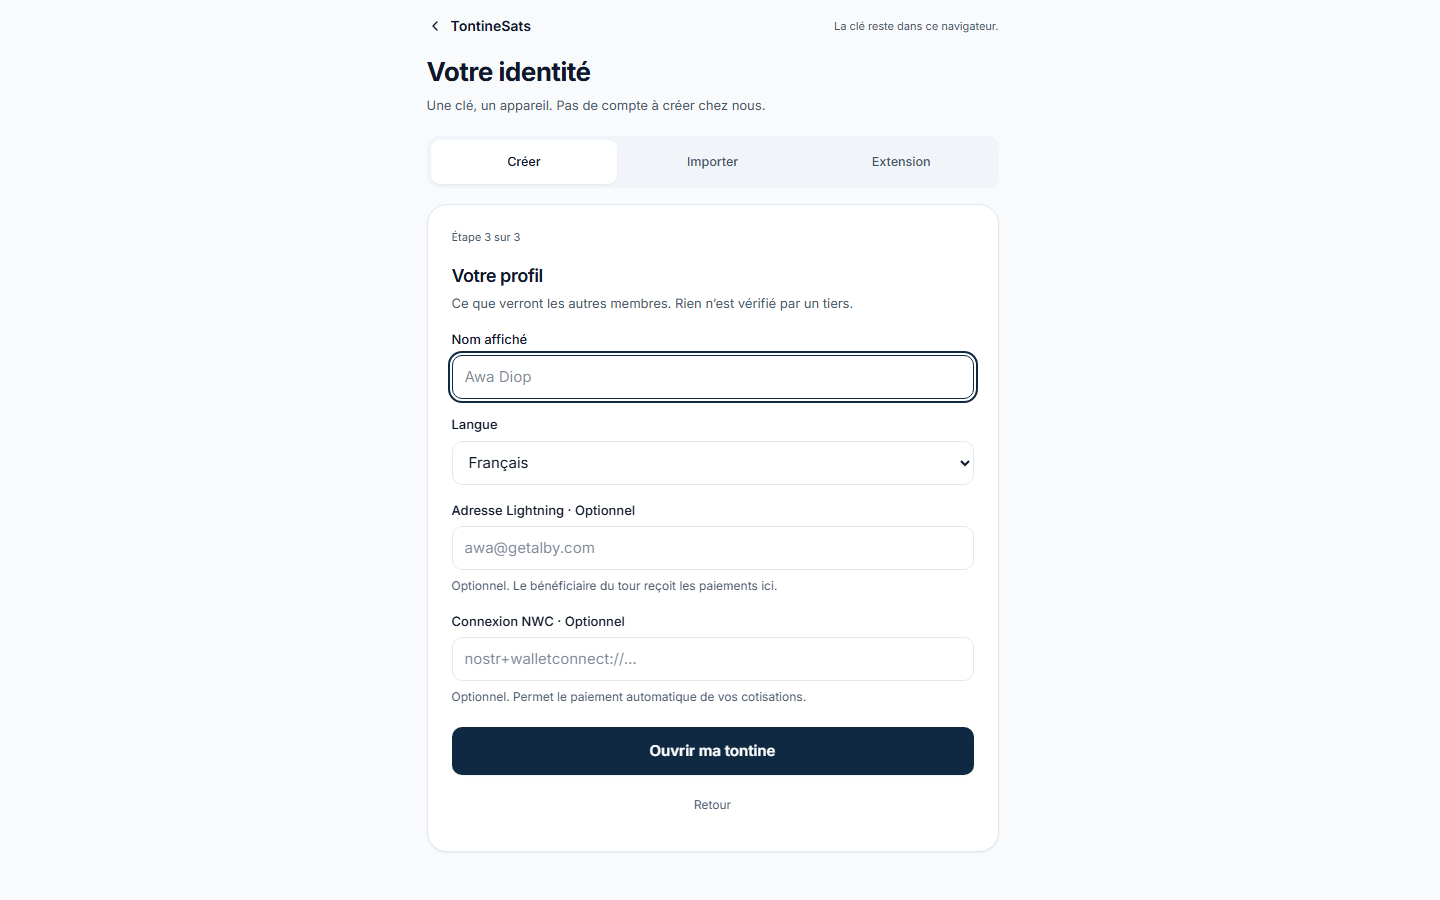 TontineSats
La clé reste dans ce navigateur.
Votre identité
Une clé, un appareil. Pas de compte à créer chez nous.
Créer
Importer
Extension
Étape 3 sur 3
Votre profil
Ce que verront les autres membres. Rien n’est vérifié par un tiers.
Nom affiché
Awa Diop
Langue
Français
Adresse Lightning · Optionnel
awa@getalby.com
Optionnel. Le bénéficiaire du tour reçoit les paiements ici.
Connexion NWC · Optionnel
nostr+walletconnect://…
Optionnel. Permet le paiement automatique de vos cotisations.
Ouvrir ma tontine
Retour